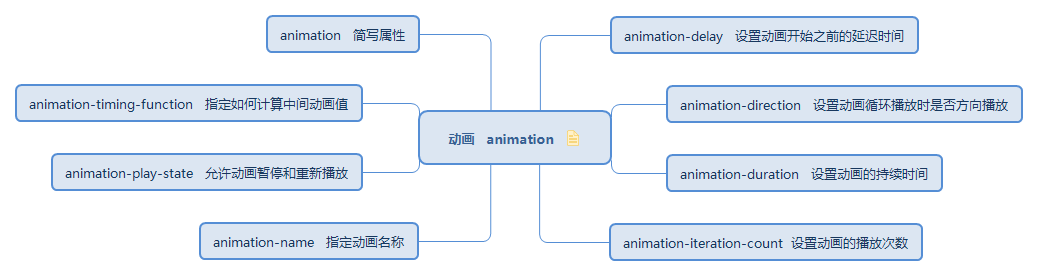 animation 简写属性
animation-delay 设置动画开始之前的延迟时间
animation-timing-function 指定如何计算中间动画值
animation-direction 设置动画循环播放时是否方向播放
动画 animation
animation-play-state 允许动画暂停和重新播放
animation-duration 设置动画的持续时间
animation-name 指定动画名称
animation-iteration-count 设置动画的播放次数